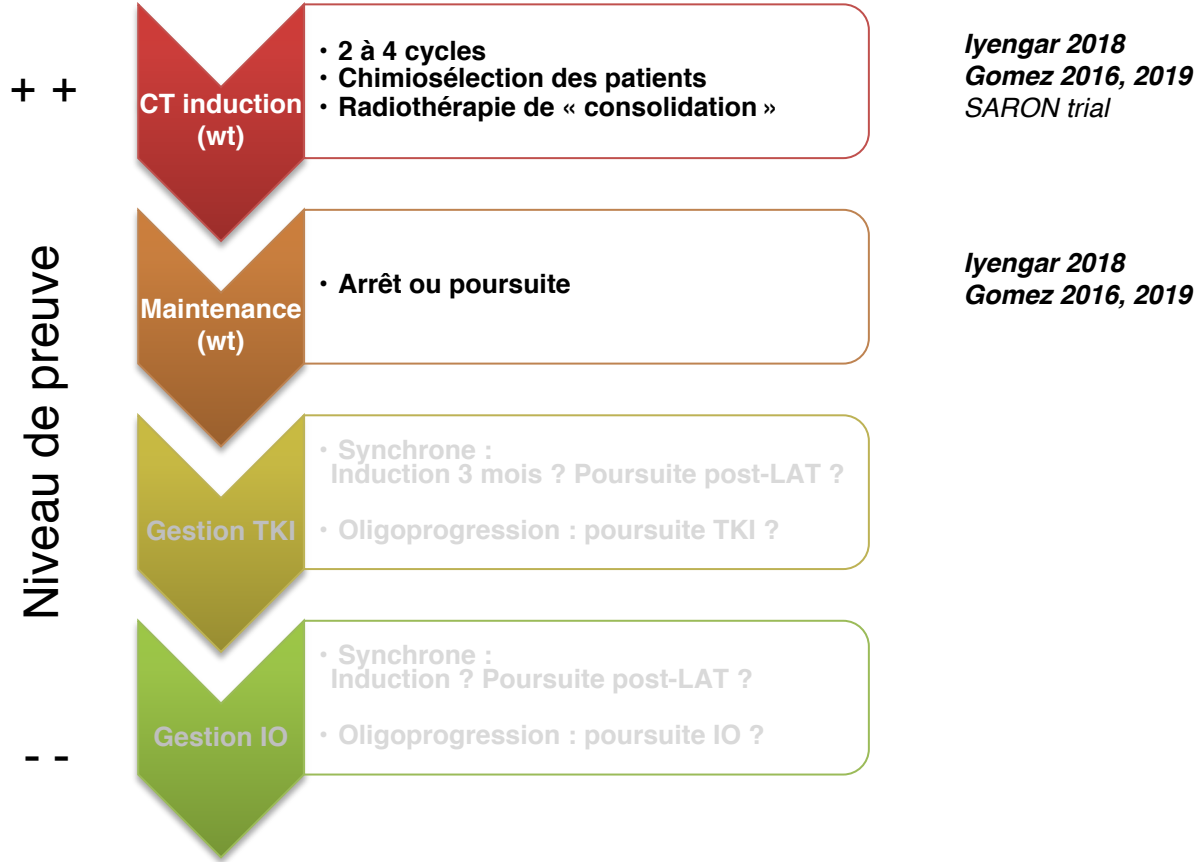 + +
CT induction
(wt)
• 2 à 4 cycles
• Chimiosélection des patients
• Radiothérapie de « consolidation »
Iyengar 2018
Gomez 2016, 2019
SARON trial
Niveau de preuve
Maintenance
(wt)
• Arrêt ou poursuite
Iyengar 2018
Gomez 2016, 2019
Gestion TKI
• Synchrone :
Induction 3 mois ? Poursuite post-LAT ?
• Oligoprogression : poursuite TKI ?
- -
Gestion IO
• Synchrone :
Induction ? Poursuite post-LAT ?
• Oligoprogression : poursuite IO ?